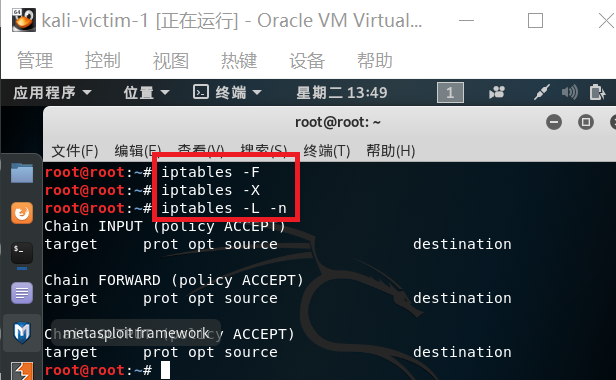 kali-victim-1 [正在运行] - Oracle VM Virtual...
管理 控制 视图 热键 设备 帮助
应用程序 位置 终端 星期二 13:49 1
root@root: ~
文件(F) 编辑(E) 查看(V) 搜索(S) 终端(T) 帮助(H)
root@root:~# iptables -F
root@root:~# iptables -X
root@root:~# iptables -L -n
Chain INPUT (policy ACCEPT)
target prot opt source destination
Chain FORWARD (policy ACCEPT)
target prot opt source destination
metasploit framework
Chain OUTPUT (policy ACCEPT)
target prot opt source destination
root@root:~#